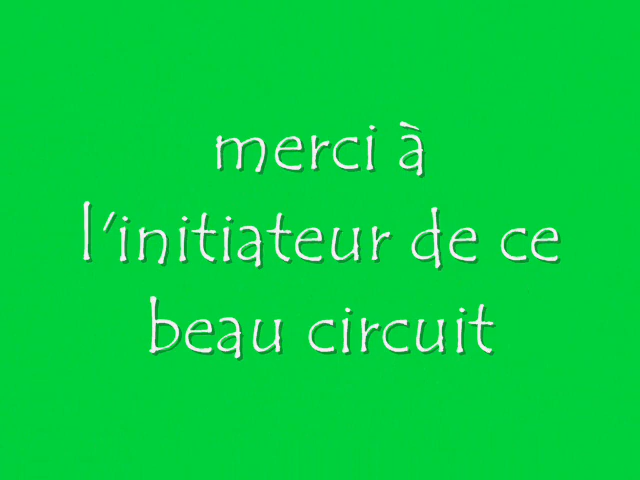 merci à
l'initiateur de ce
beau circuit